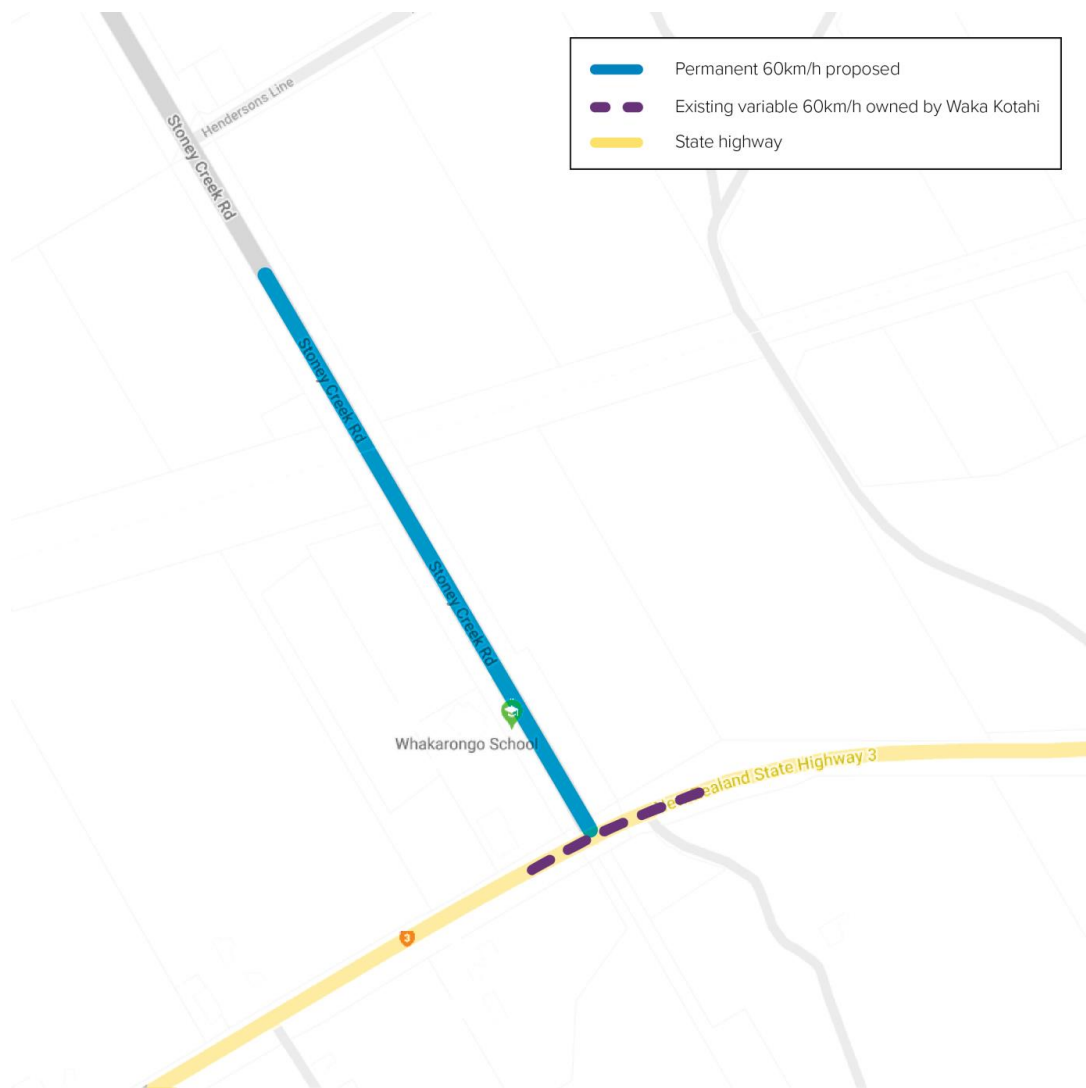 Permanent 60km/h proposed
Existing variable 60km/h owned by Waka Kotahi
State highway
Hendersons Line
Stoney Creek Rd
Stoney Creek Rd
Stoney Creek Rd
Whakarongo School
Zealand State Highway 3
3